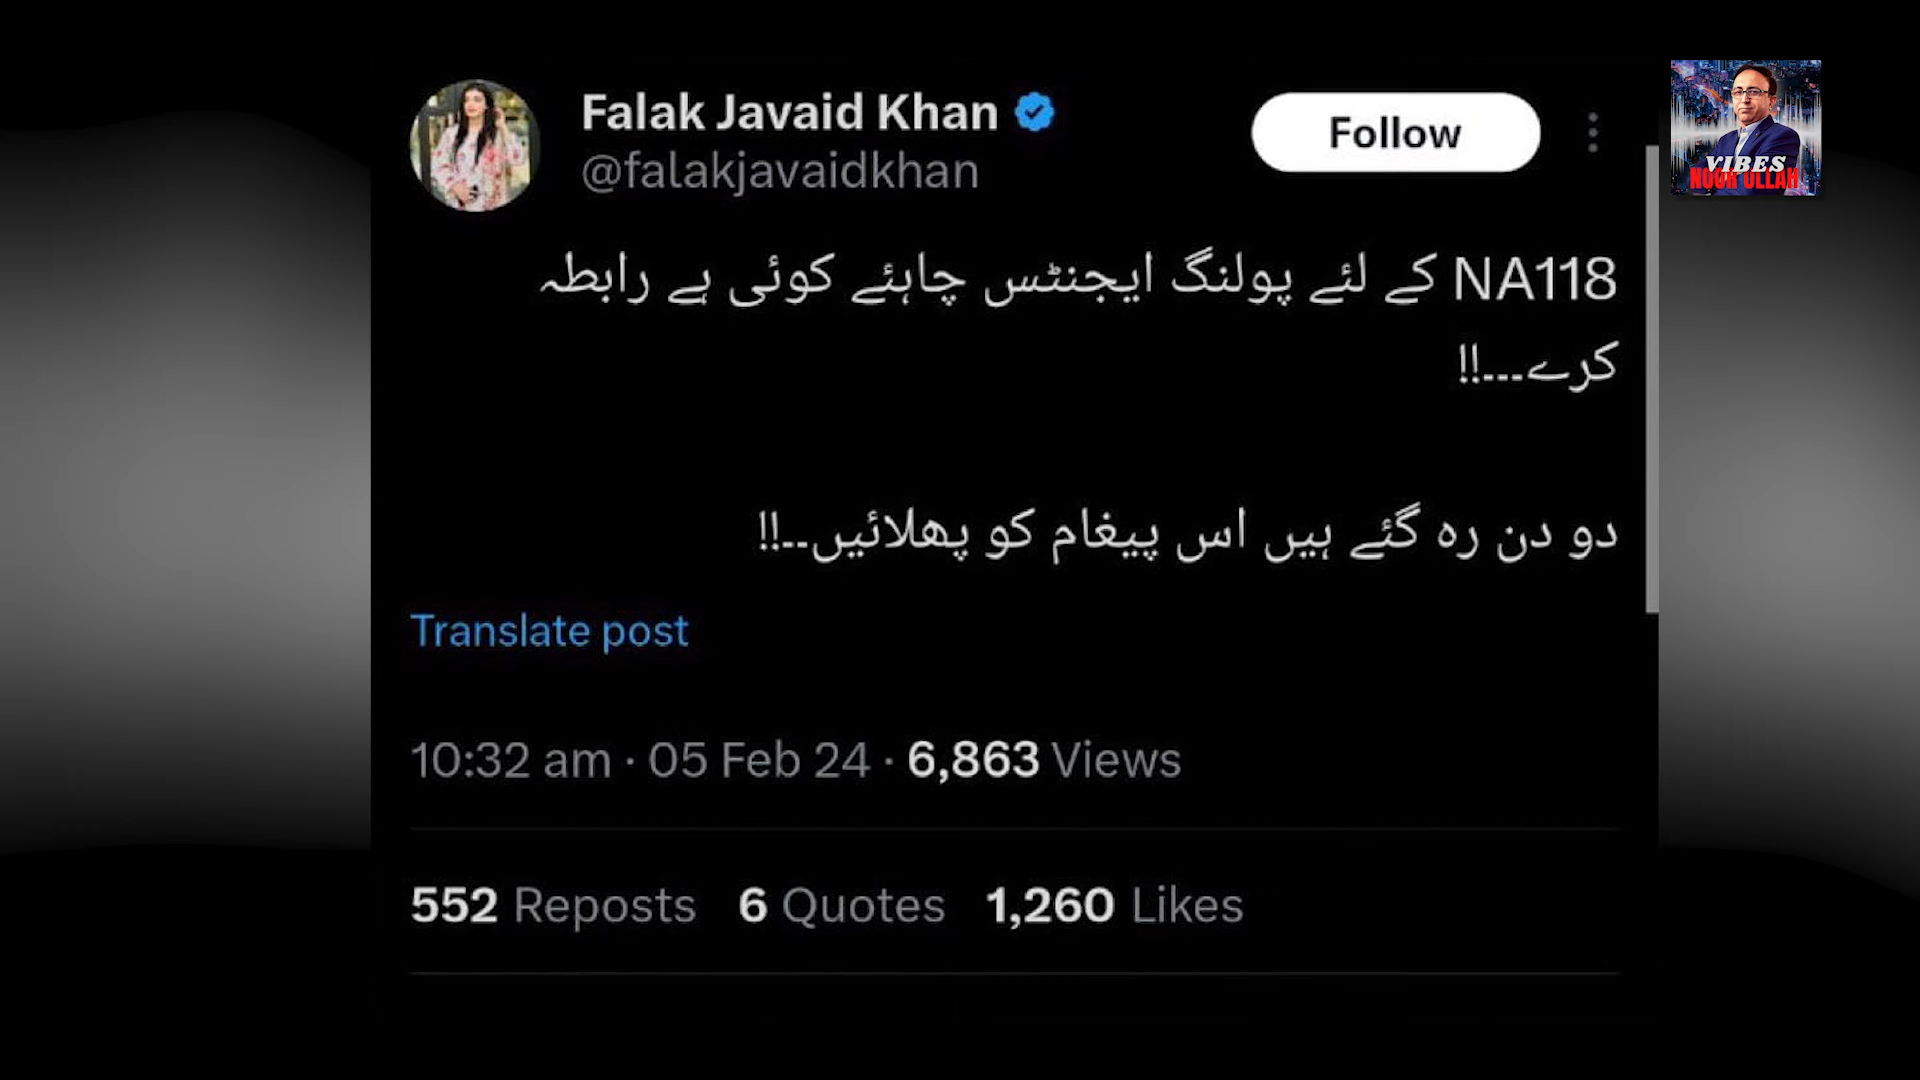 Falak Javaid Khan
@falakjavaidkhan
Follow
VIBES
NOOR ULLAH
NA118 کے لئے پولنگ ایجنٹس چاہئے کوئی ہے رابطہ
کرے۔۔۔!!
دو دن رہ گئے ہیں اس پیغام کو پھلائیں۔۔!!
Translate post
10:32 am · 05 Feb 24 · 6,863 Views
552 Reposts 6 Quotes 1,260 Likes